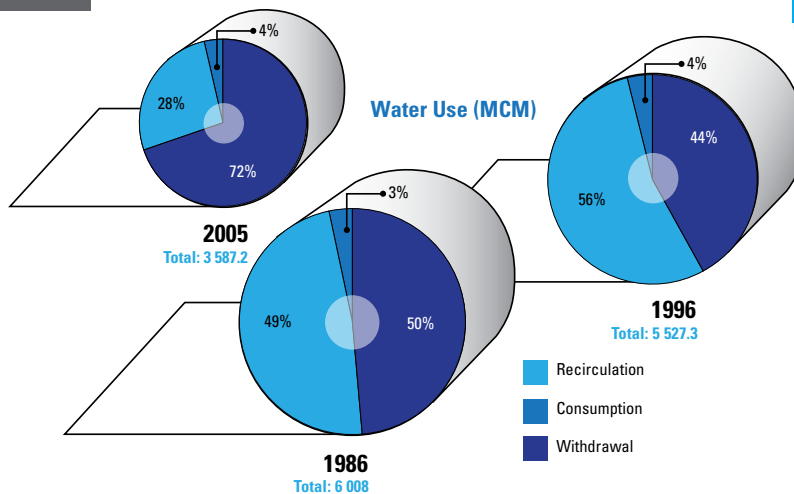 4%
28%
72%
2005
Total: 3 587.2
Water Use (MCM)
4%
44%
56%
1996
Total: 5 527.3
3%
49%
50%
1986
Total: 6 008
Recirculation
Consumption
Withdrawal